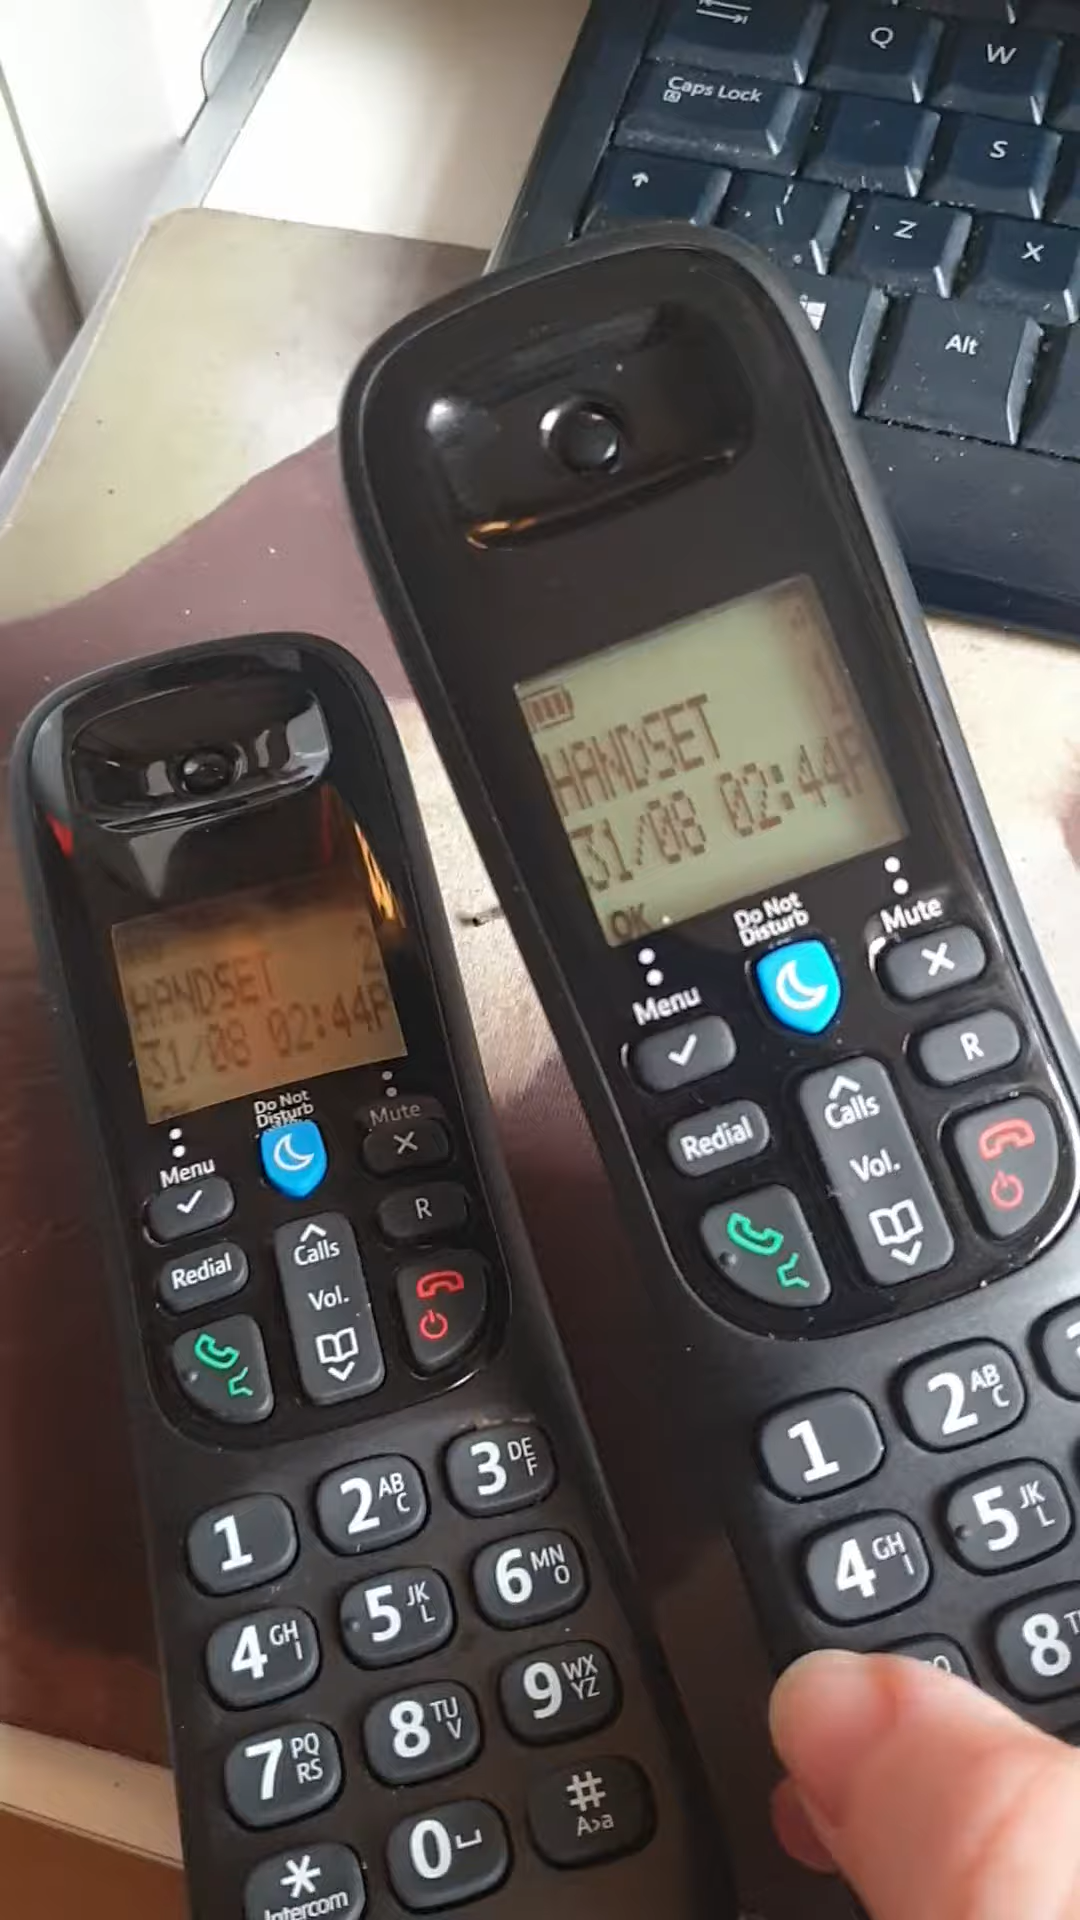 Q
W
Caps Lock
S
Z
X
Alt
HANDSET 1
31/08 02:44P
OK
Do Not
Disturb
Mute
Menu
R
Redial
Calls
Vol.
1
2 ABC
4 GHI
5 JKL
8
HANDSET 2
31/08 02:44P
Do Not
Disturb
Mute
Menu
R
Redial
Calls
Vol.
1
2 ABC
3 DEF
4 GHI
5 JKL
6 MNO
7 PQRS
8 TUV
9 WXYZ
*
0
#
A>a
Intercom